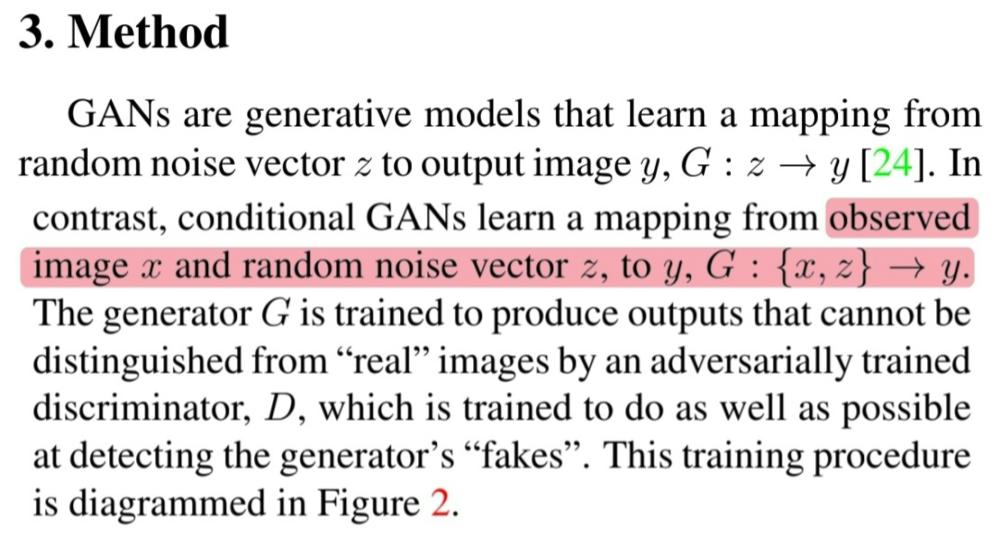 3. Method
GANs are generative models that learn a mapping from
random noise vector z to output image y, G : z → y [24]. In
contrast, conditional GANs learn a mapping from observed
image x and random noise vector z, to y, G : {x, z} → y.
The generator G is trained to produce outputs that cannot be
distinguished from “real” images by an adversarially trained
discriminator, D, which is trained to do as well as possible
at detecting the generator’s “fakes”. This training procedure
is diagrammed in Figure 2.